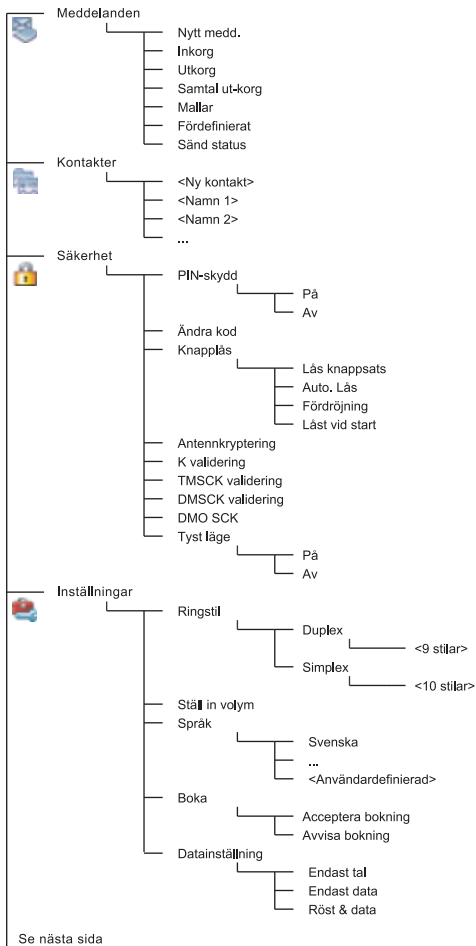 Meddelanden
Nytt medd.
Inkorg
Utkorg
Samtal ut-korg
Mallar
Fördefinierat
Sänd status
Kontakter
<Ny kontakt>
<Namn 1>
<Namn 2>
...
Säkerhet
PIN-skydd
På
Av
Ändra kod
Knapplås
Lås knappsats
Auto. Lås
Fördröjning
Låst vid start
Antennkryptering
K validering
TMSCK validering
DMSCK validering
DMO SCK
Tyst läge
På
Av
Inställningar
Ringstil
Duplex
<9 stilar>
Simplex
<10 stilar>
Ställ in volym
Språk
Svenska
...
<Användardefinierad>
Boka
Acceptera bokning
Avvisa bokning
Datainställning
Endast tal
Endast data
Röst & data
Se nästa sida